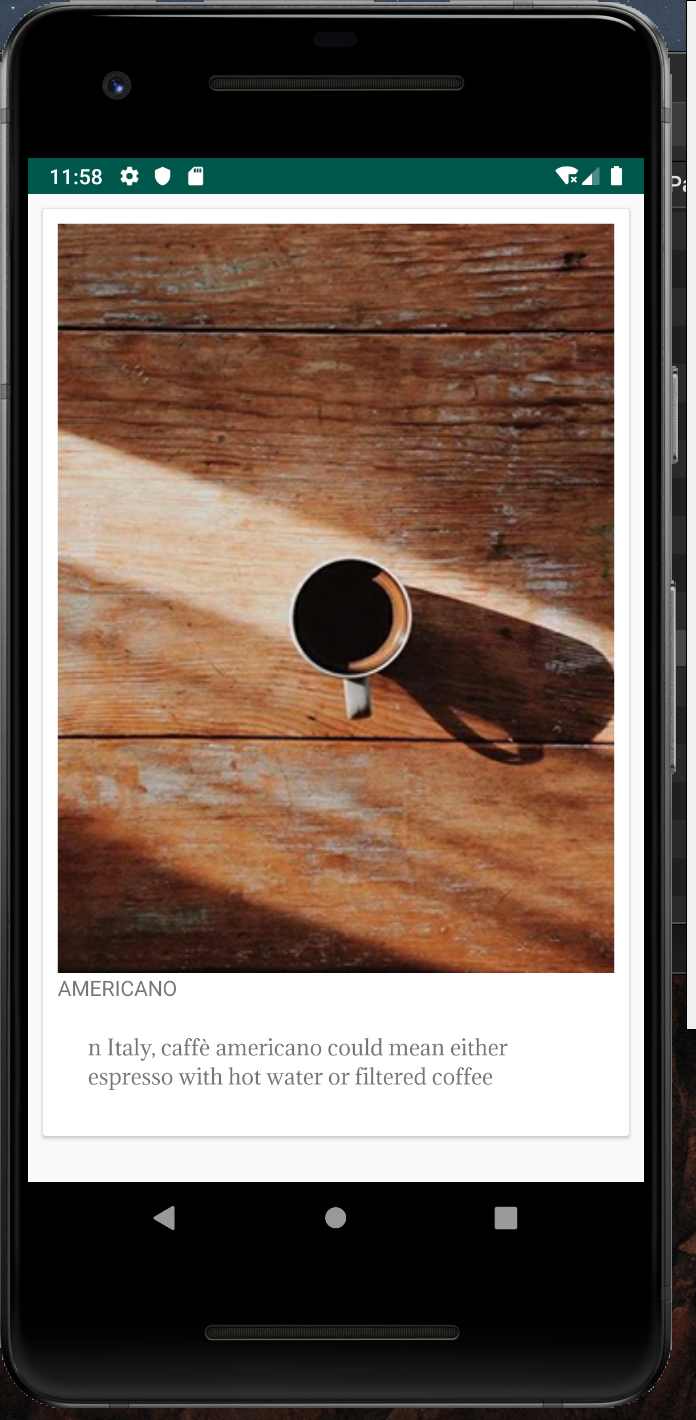 11:58
Pa
AMERICANO
n Italy, caffè americano could mean either
espresso with hot water or filtered coffee